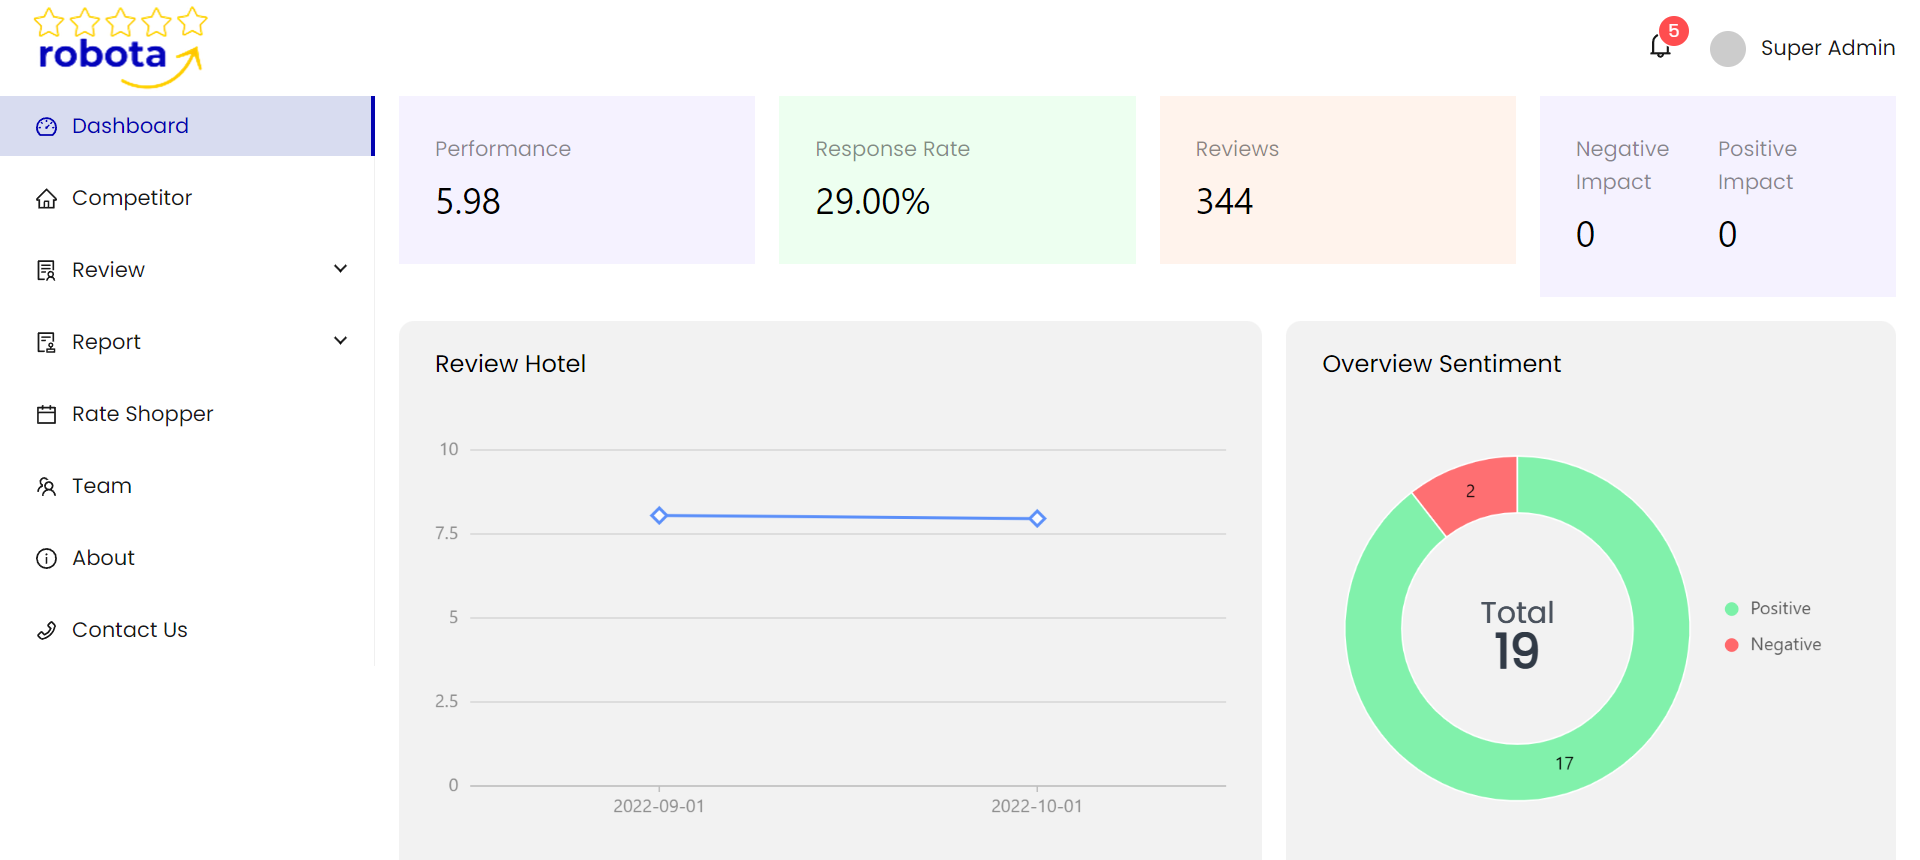 robota
5
Super Admin
Dashboard
Competitor
Review
Report
Rate Shopper
Team
About
Contact Us
Performance
5.98
Response Rate
29.00%
Reviews
344
Negative
Impact
0
Positive
Impact
0
Review Hotel
10
7.5
5
2.5
0
2022-09-01
2022-10-01
Overview Sentiment
2
Total
19
17
Positive
Negative